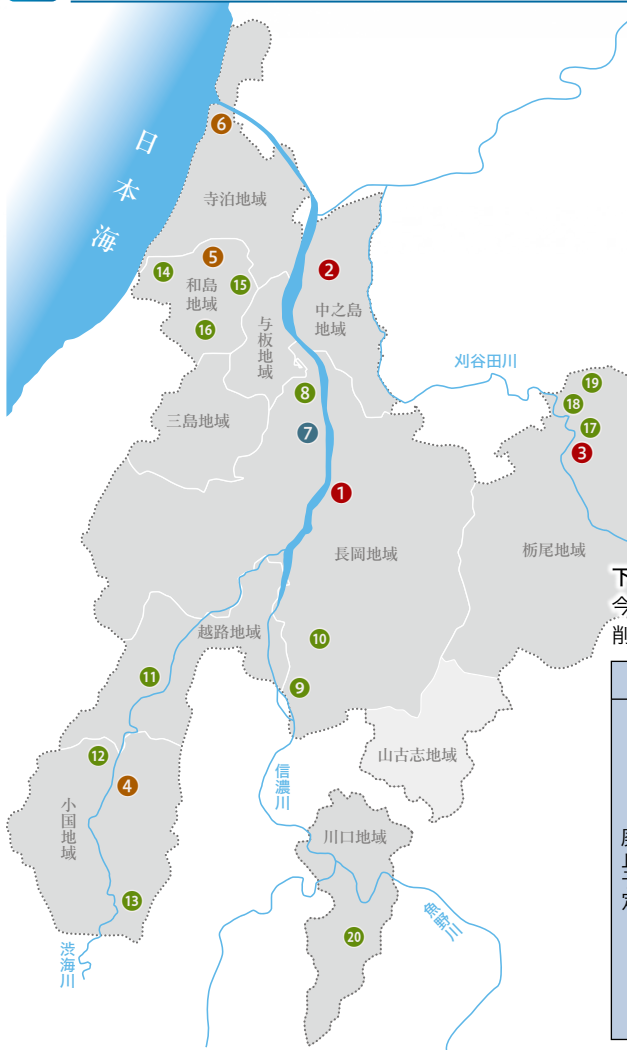 日本海
6
寺泊地域
2
5
14
15
和島
地域
中之島
地域
16
与板地域
刈谷田川
19
8
18
三島地域
7
17
3
1
長岡地域
栃尾地域
下
今
越路地域
10
11
9
12
山古志地域
4
信濃川
小国地域
川口地域
13
魚野川
20
渋海川